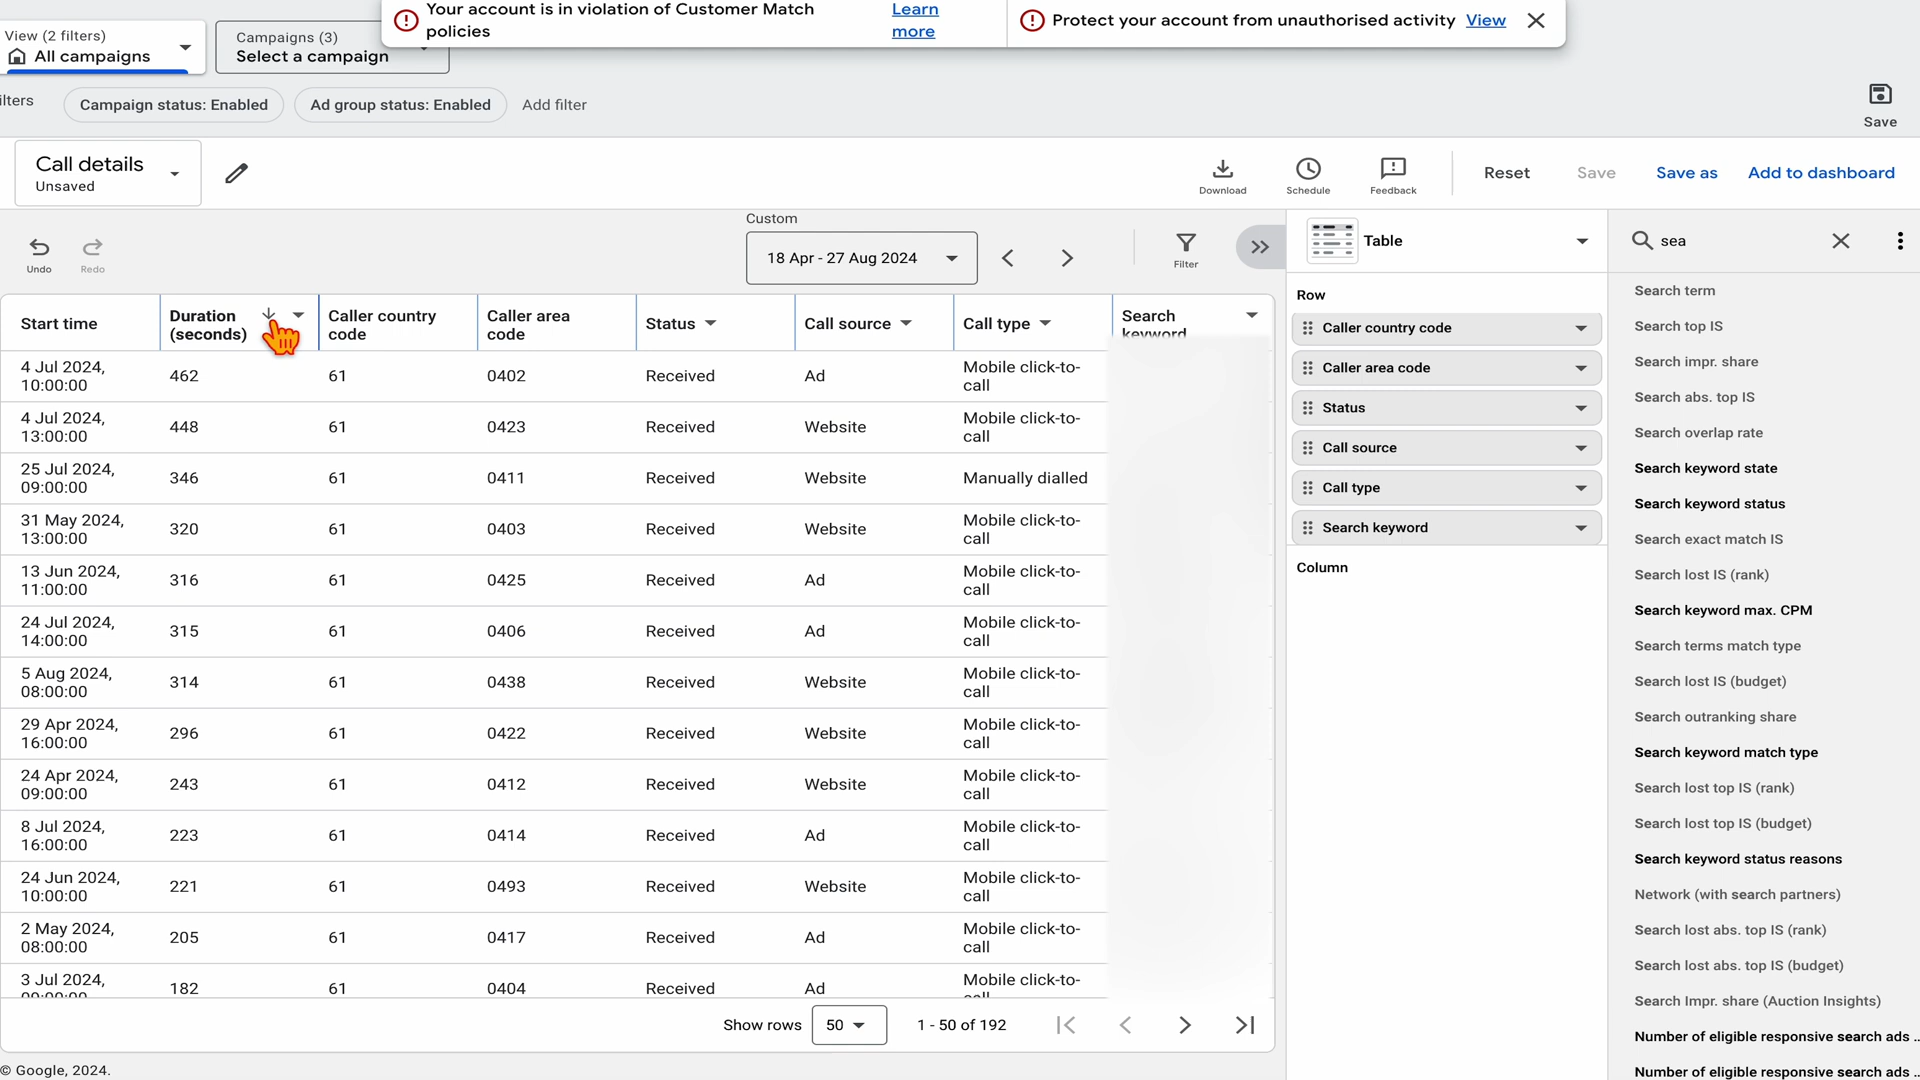 Your account is in violation of Customer Match
policies
Learn
more
Protect your account from unauthorised activity View
View (2 filters)
All campaigns
Campaigns (3)
Select a campaign
ilters
Campaign status: Enabled
Ad group status: Enabled
Add filter
Save
Call details
Unsaved
Download
Schedule
Feedback
Reset
Save
Save as
Add to dashboard
Undo
Redo
Custom
18 Apr - 27 Aug 2024
Filter
Start time
Duration
(seconds)
Caller country
code
Caller area
code
Status
Call source
Call type
Search
keyword
4 Jul 2024,
10:00:00
462
61
0402
Received
Ad
Mobile click-to-
call
4 Jul 2024,
13:00:00
448
61
0423
Received
Website
Mobile click-to-
call
25 Jul 2024,
09:00:00
346
61
0411
Received
Website
Manually dialled
31 May 2024,
13:00:00
320
61
0403
Received
Website
Mobile click-to-
call
13 Jun 2024,
11:00:00
316
61
0425
Received
Ad
Mobile click-to-
call
24 Jul 2024,
14:00:00
315
61
0406
Received
Ad
Mobile click-to-
call
5 Aug 2024,
08:00:00
314
61
0438
Received
Website
Mobile click-to-
call
29 Apr 2024,
16:00:00
296
61
0422
Received
Website
Mobile click-to-
call
24 Apr 2024,
09:00:00
243
61
0412
Received
Website
Mobile click-to-
call
8 Jul 2024,
16:00:00
223
61
0414
Received
Ad
Mobile click-to-
call
24 Jun 2024,
10:00:00
221
61
0493
Received
Website
Mobile click-to-
call
2 May 2024,
08:00:00
205
61
0417
Received
Ad
Mobile click-to-
call
3 Jul 2024,
182
61
0404
Received
Ad
Mobile click-to-
Show rows
50
1 - 50 of 192
© Google, 2024.
Table
Row
Caller country code
Caller area code
Status
Call source
Call type
Search keyword
Column
sea
Search term
Search top IS
Search impr. share
Search abs. top IS
Search overlap rate
Search keyword state
Search keyword status
Search exact match IS
Search lost IS (rank)
Search keyword max. CPM
Search terms match type
Search lost IS (budget)
Search outranking share
Search keyword match type
Search lost top IS (rank)
Search lost top IS (budget)
Search keyword status reasons
Network (with search partners)
Search lost abs. top IS (rank)
Search lost abs. top IS (budget)
Search Impr. share (Auction Insights)
Number of eligible responsive search ads ..
Number of eligible responsive search ads ..